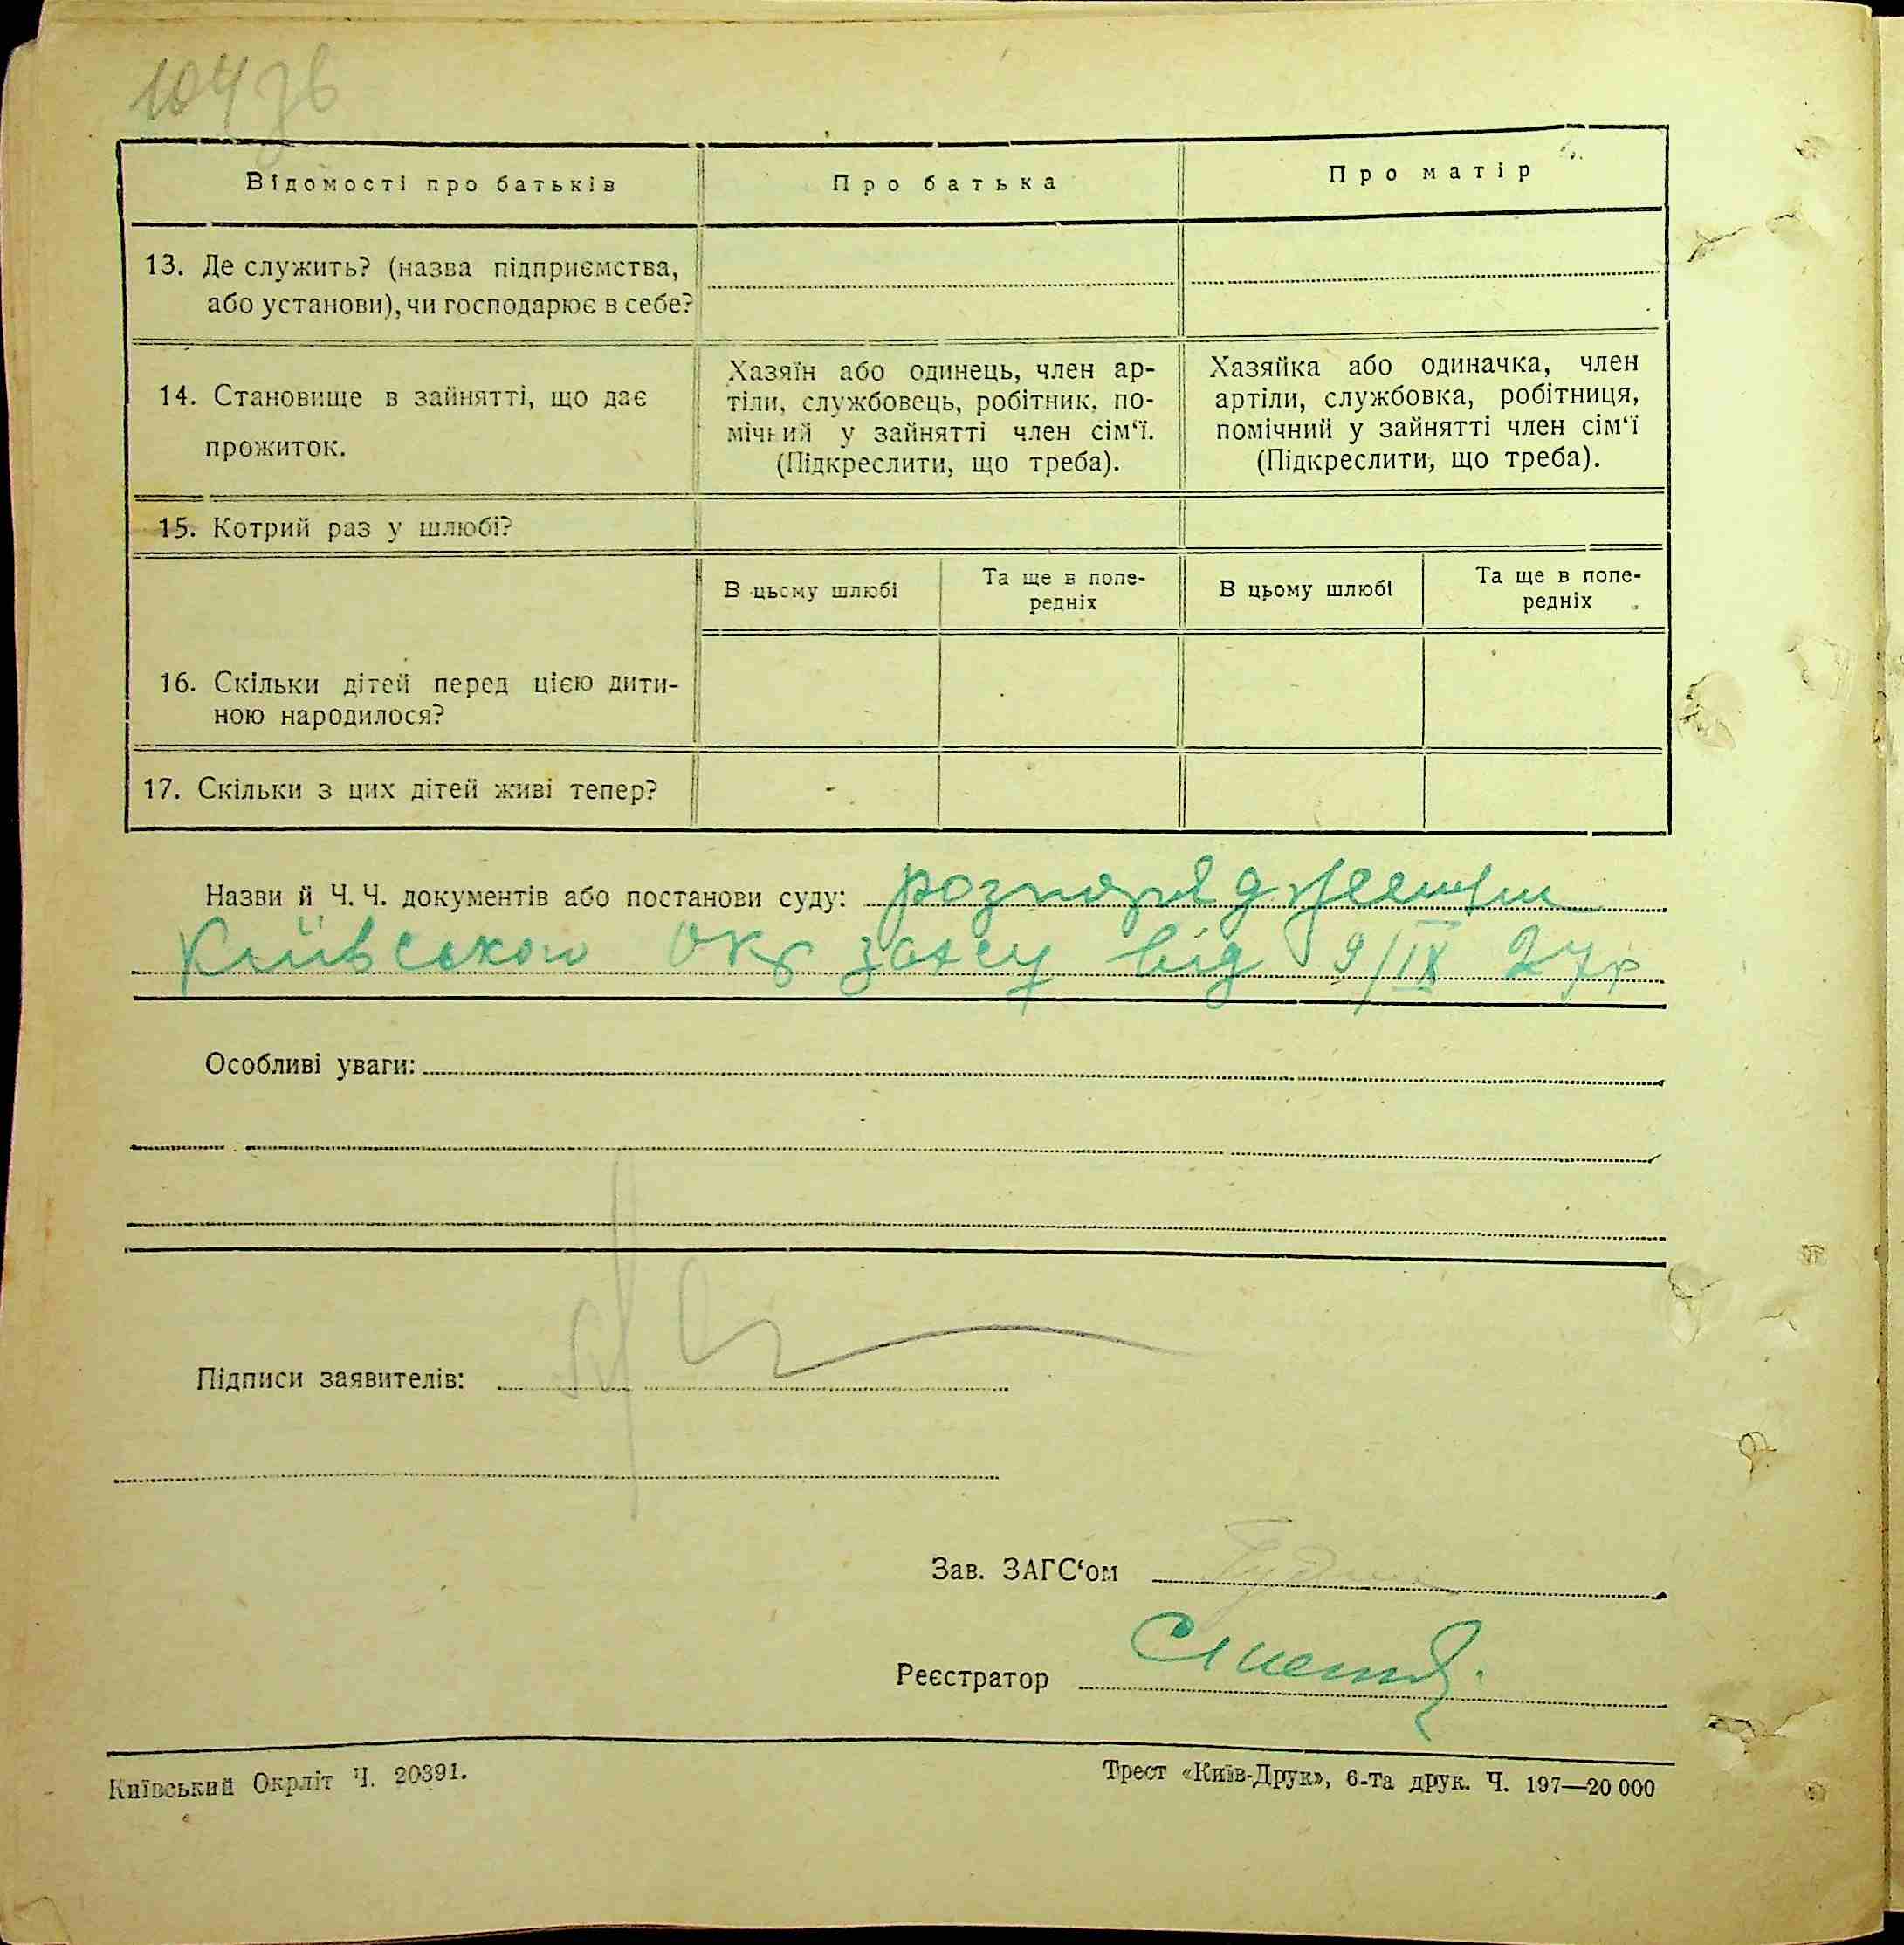 104 зв
Відомості про батьків
Про батька
Про матір
13. Де служить? (назва підприємства,
або установи), чи господарює в себе?
14. Становище в зайнятті, що дає
прожиток.
Хазяїн або одинець, член ар-
тіли, службовець, робітник, по-
мічний у зайнятті член сім‘ї.
(Підкреслити, що треба).
Хазяйка або одиначка, член
артіли, службовка, робітниця,
помічний у зайнятті член сім‘ї
(Підкреслити, що треба).
15. Котрий раз у шлюбі?
В цьому шлюбі
Та ще в попе-
редніх
В цьому шлюбі
Та ще в попе-
редніх
16. Скільки дітей перед цією дити-
ною народилося?
17. Скільки з цих дітей живі тепер?
Назви й Ч. Ч. документів або постанови суду: розпорядження
Київського Окр загсу від 9/IX 27р
Особливі уваги:
Підписи заявителів:
Зав. ЗАГС‘ом
Реєстратор
Київський Окрліт Ч. 20391.
Трест «Київ-Друк», 6-та друк. Ч. 197—20 000